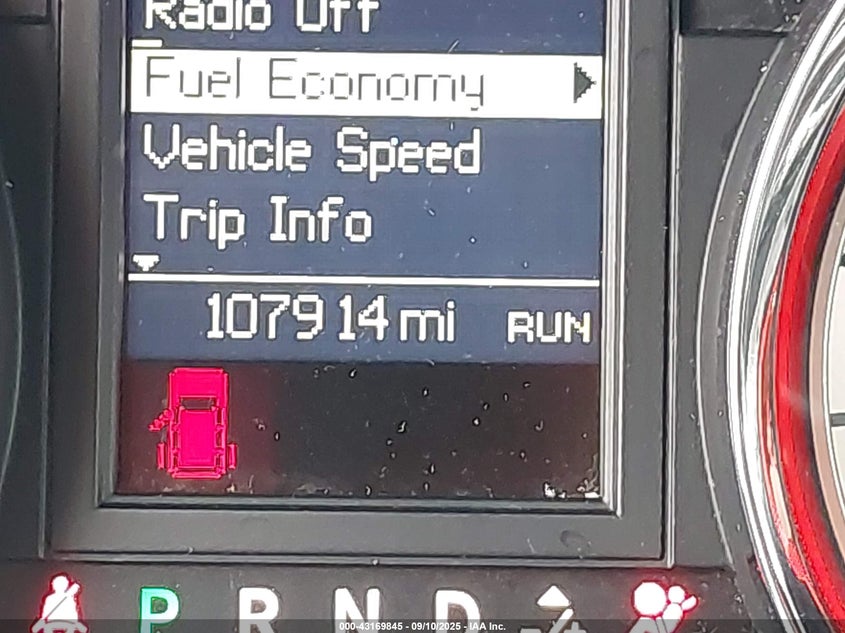 Radio Off
Fuel Economy
Vehicle Speed
Trip Info
107914 mi RUN
P R N D
000-43169845 - 09/10/2025 - IAA Inc.